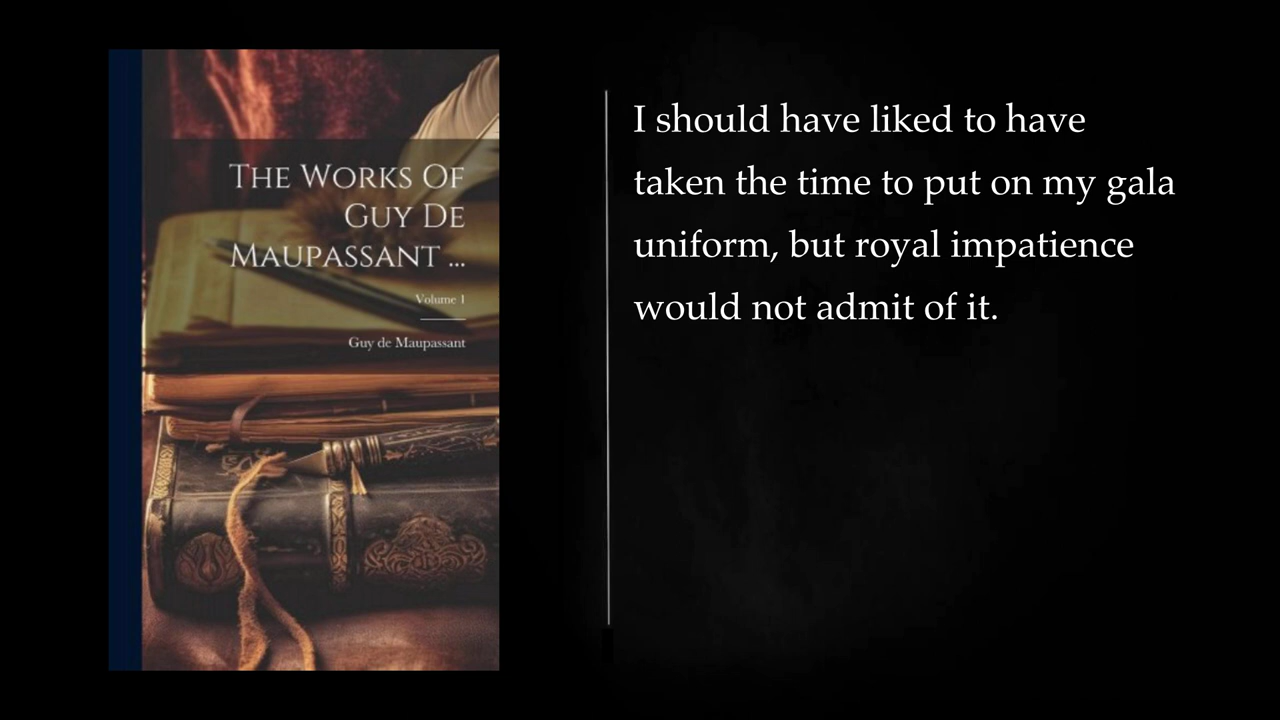 The Works Of
Guy De
Maupassant ...
Volume 1
Guy de Maupassant
I should have liked to have
taken the time to put on my gala
uniform, but royal impatience
would not admit of it.